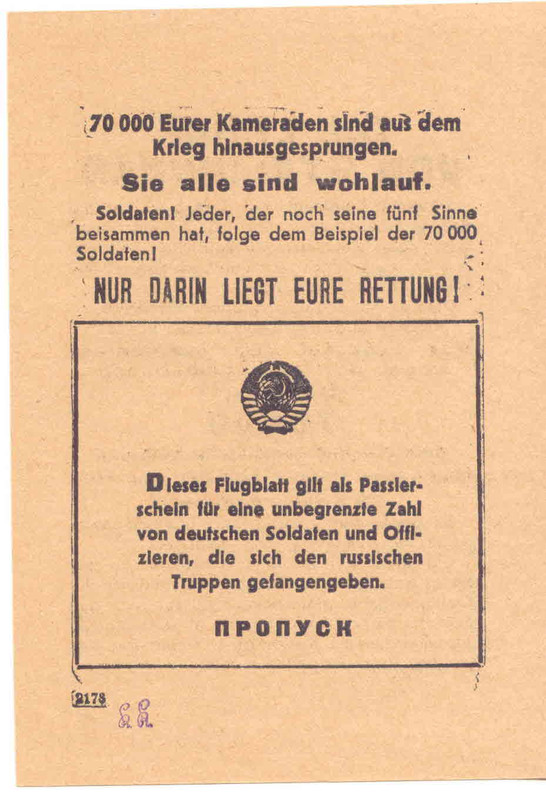 70 000 Eurer Kameraden sind aus dem
Krieg hinausgesprungen.
Sie alle sind wohlauf.
Soldaten! Jeder, der noch seine fünf Sinne
beisammen hat, folge dem Beispiel der 70 000
Soldaten!
NUR DARIN LIEGT EURE RETTUNG!
Dieses Flugblatt gilt als Passier-
schein für eine unbegrenzte Zahl
von deutschen Soldaten und Offi-
zieren, die sich den russischen
Truppen gefangengeben.
ПРОПУСК
2178